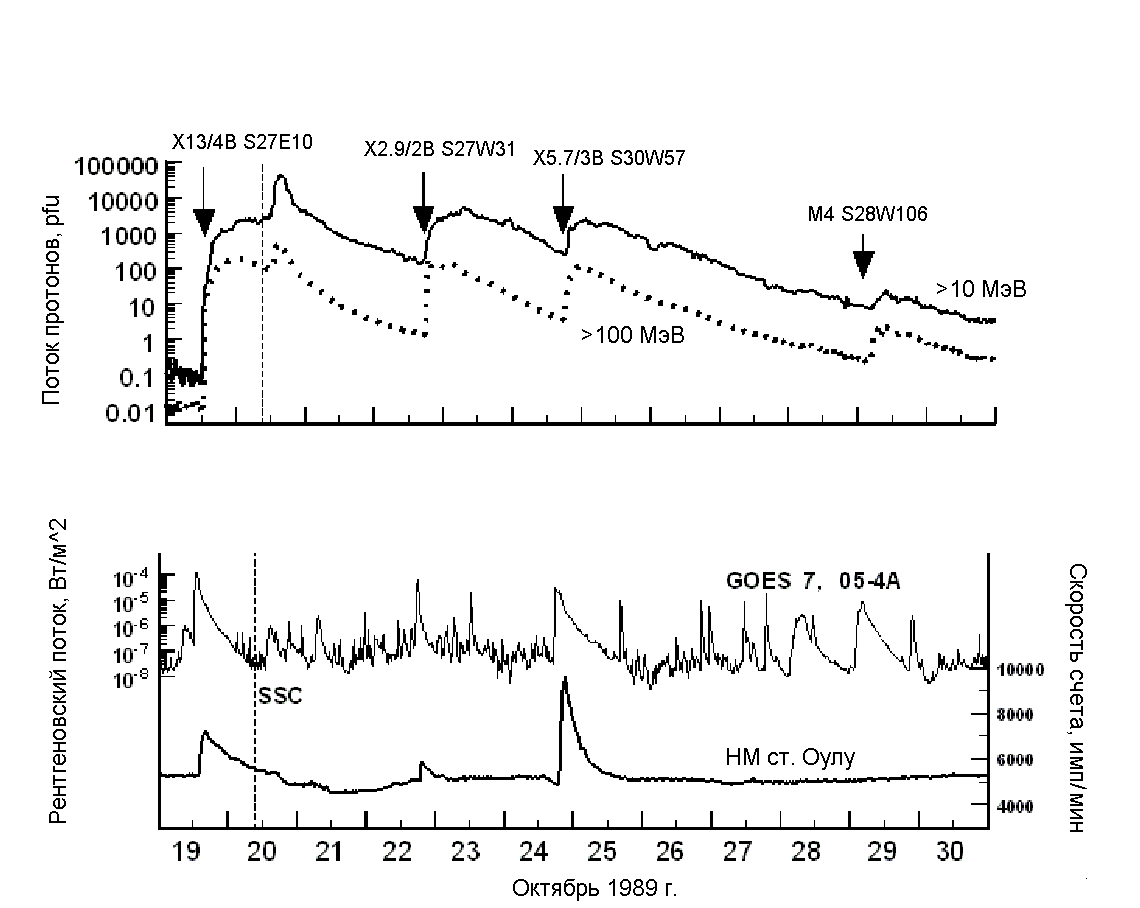 X13/4B S27E10
X2.9/2B S27W31
X5.7/3B S30W57
M4 S28W106
Поток протонов, pfu
100000
10000
1000
100
10
1
0.1
0.01
>10 МэВ
>100 МэВ
Рентгеновский поток, Вт/м^2
10-4
10-5
10-6
10-7
10-8
GOES 7, 05-4A
SSC
НМ ст. Оулу
10000
8000
6000
4000
Скорость счета, имп/мин
19 20 21 22 23 24 25 26 27 28 29 30
Октябрь 1989 г.